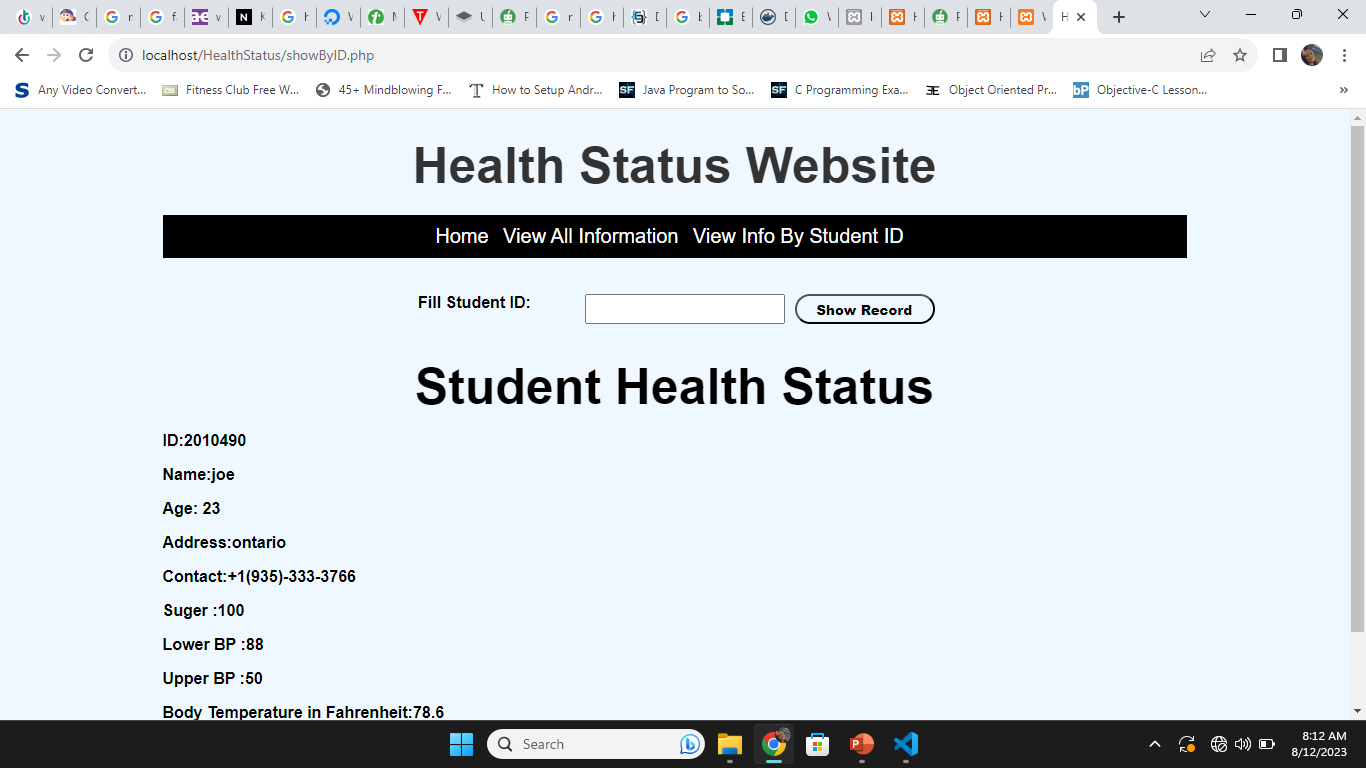 localhost/HealthStatus/showByID.php
Any Video Convert... Fitness Club Free W... 45+ Mindblowing F... How to Setup Andr... Java Program to So... C Programming Exa... Object Oriented Pr... Objective-C Lesson... »
Health Status Website
Home View All Information View Info By Student ID
Fill Student ID: Show Record
Student Health Status
ID:2010490
Name:joe
Age: 23
Address:ontario
Contact:+1(935)-333-3766
Suger :100
Lower BP :88
Upper BP :50
Body Temperature in Fahrenheit:78.6
Search
8:12 AM
8/12/2023